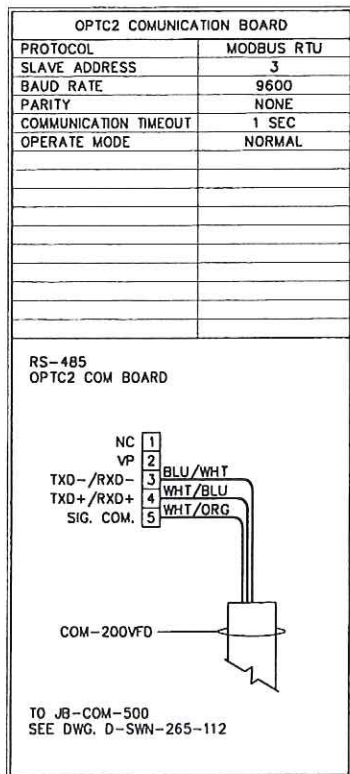 OPTC2 COMUNICATION BOARD
PROTOCOL MODBUS RTU
SLAVE ADDRESS 3
BAUD RATE 9600
PARITY NONE
COMMUNICATION TIMEOUT 1 SEC
OPERATE MODE NORMAL
RS-485
OPTC2 COM BOARD
NC 1
VP 2
TXD-/RXD- 3 BLU/WHT
TXD+/RXD+ 4 WHT/BLU
SIG. COM. 5 WHT/ORG
COM-200VFD
TO JB-COM-500
SEE DWG. D-SWN-265-112